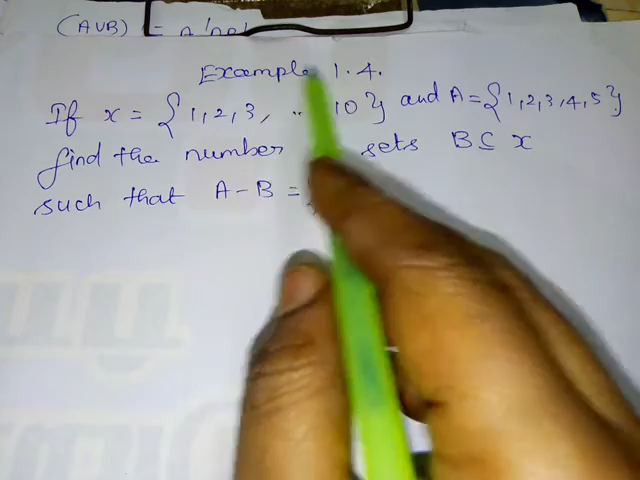 (AUB) = A'
Example 1.4.
If x = { 1, 2, 3, .. 10} and A = {1, 2, 3, 4, 5}
find the number sets B ⊆ x
such that A - B =